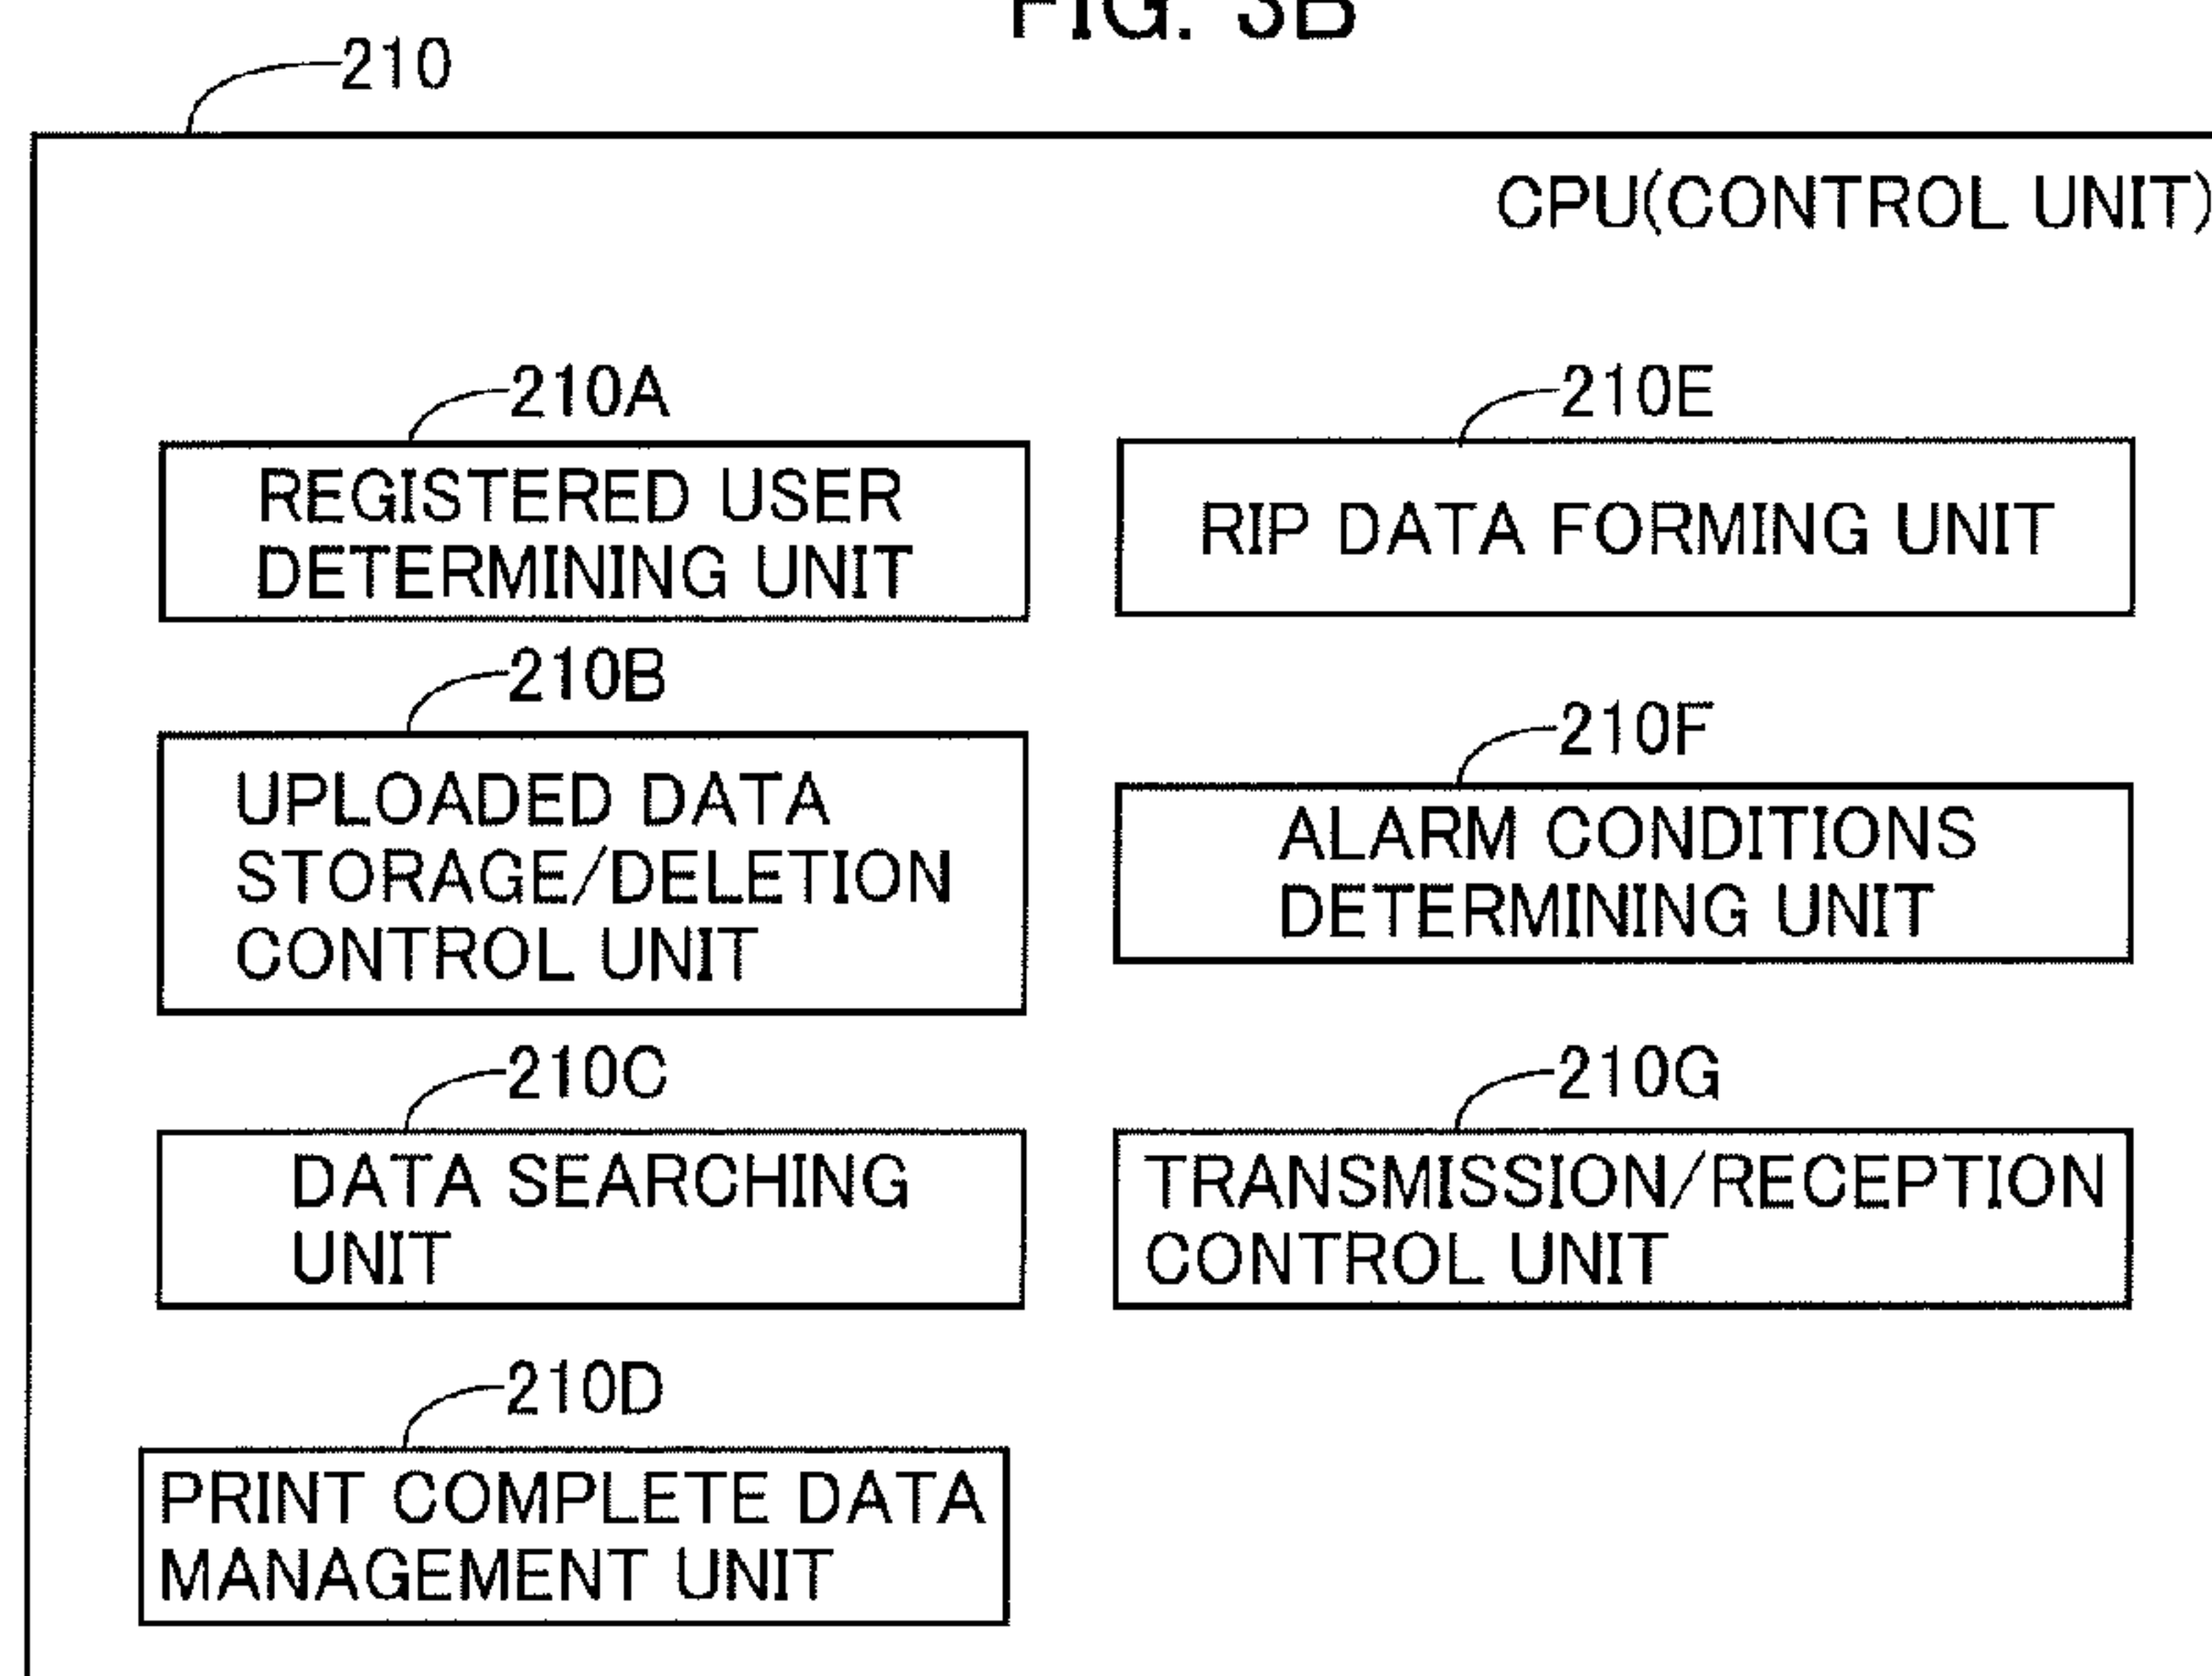 FIG. 3B
210
CPU(CONTROL UNIT)
210A
REGISTERED USER
DETERMINING UNIT
210B
UPLOADED DATA
STORAGE/DELETION
CONTROL UNIT
210C
DATA SEARCHING
UNIT
210D
PRINT COMPLETE DATA
MANAGEMENT UNIT
210E
RIP DATA FORMING UNIT
210F
ALARM CONDITIONS
DETERMINING UNIT
210G
TRANSMISSION/RECEPTION
CONTROL UNIT